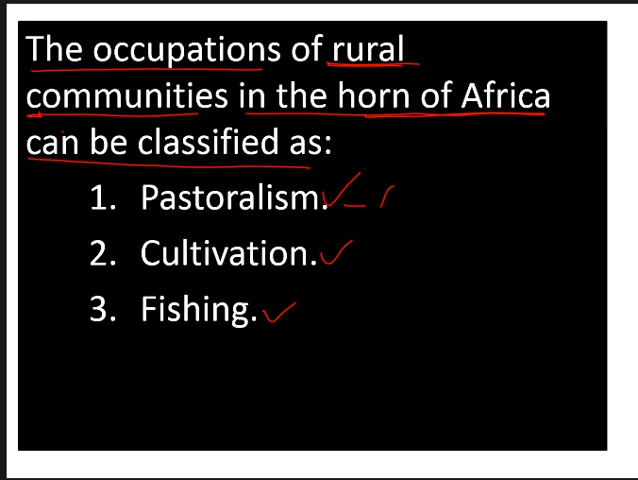 The occupations of rural
communities in the horn of Africa
can be classified as:
1. Pastoralism.
2. Cultivation.
3. Fishing.